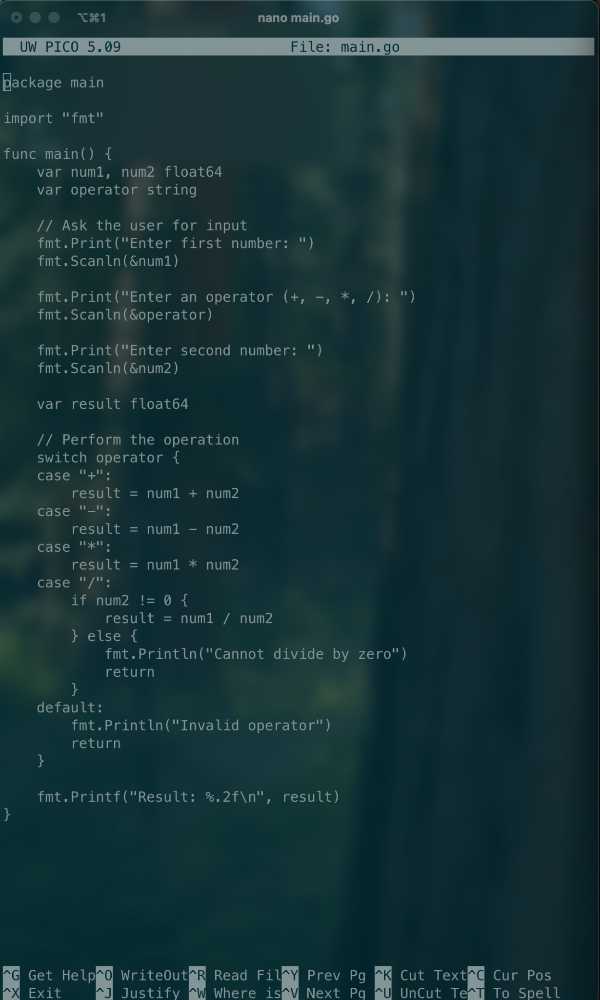 ⌥⌘1 nano main.go
UW PICO 5.09 File: main.go
package main
import "fmt"
func main() {
    var num1, num2 float64
    var operator string
    // Ask the user for input
    fmt.Print("Enter first number: ")
    fmt.Scanln(&num1)
    fmt.Print("Enter an operator (+, -, *, /): ")
    fmt.Scanln(&operator)
    fmt.Print("Enter second number: ")
    fmt.Scanln(&num2)
    var result float64
    // Perform the operation
    switch operator {
    case "+":
        result = num1 + num2
    case "-":
        result = num1 - num2
    case "*":
        result = num1 * num2
    case "/":
        if num2 != 0 {
            result = num1 / num2
        } else {
            fmt.Println("Cannot divide by zero")
            return
        }
    default:
        fmt.Println("Invalid operator")
        return
    }
    fmt.Printf("Result: %.2f\n", result)
}
^G Get Help ^O WriteOut ^R Read Fil ^Y Prev Pg ^K Cut Text ^C Cur Pos
^X Exit ^J Justify ^W Where is ^V Next Pg ^U UnCut Te ^T To Spell